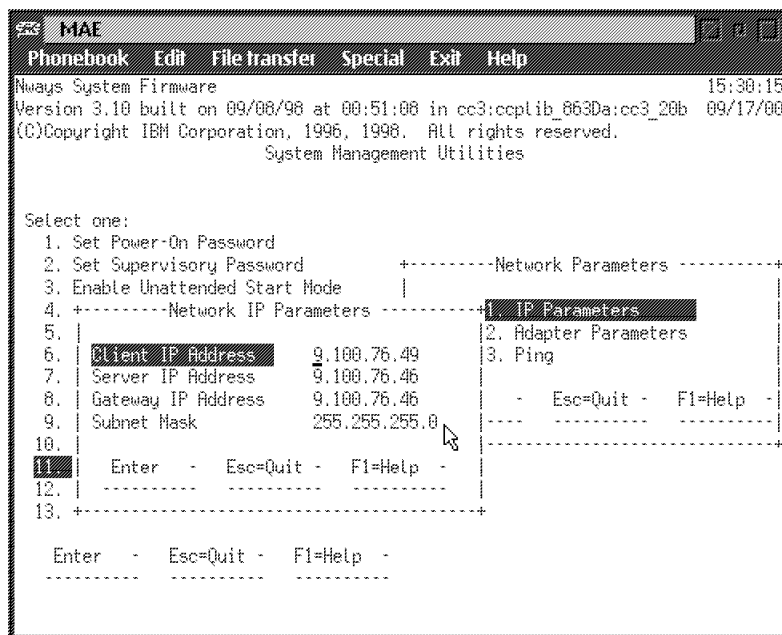 MAE
Phonebook Edit File transfer Special Exit Help
Nways System Firmware 15:30:15
Version 3.10 built on 09/08/98 at 00:51:08 in cc3:ccplib_863Da:cc3_20b 09/17/00
(C)Copyright IBM Corporation, 1996, 1998. All rights reserved.
System Management Utilities
Select one:
1. Set Power-On Password
2. Set Supervisory Password +---------Network Parameters ----------+
3. Enable Unattended Start Mode |
4. +---------Network IP Parameters ----------+ 1. IP Parameters
5. | |2. Adapter Parameters |
6. | Client IP Address 9.100.76.49 |3. Ping |
7. | Server IP Address 9.100.76.46 | |
8. | Gateway IP Address 9.100.76.46 | - Esc=Quit - F1=Help -|
9. | Subnet Mask 255.255.255.0 |---- ---------- ----------|
10. | |-------------------------------+
11. | Enter - Esc=Quit - F1=Help - |
12. | ---------- ---------- ---------- |
13. +------------------------------------------+
Enter - Esc=Quit - F1=Help -
---------- ---------- ----------